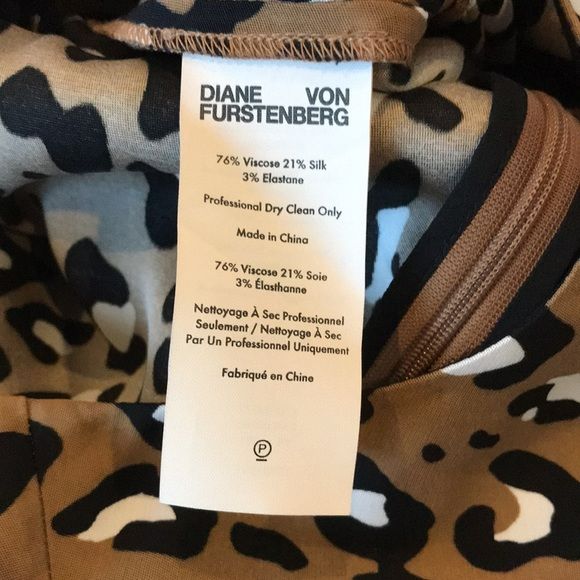 DIANE VON
FURSTENBERG
76% Viscose 21% Silk
3% Elastane
Professional Dry Clean Only
Made in China
76% Viscose 21% Soie
3% Élasthanne
Nettoyage À Sec Professionnel
Seulement / Nettoyage À Sec
Par Un Professionnel Uniquement
Fabriqué en Chine
P